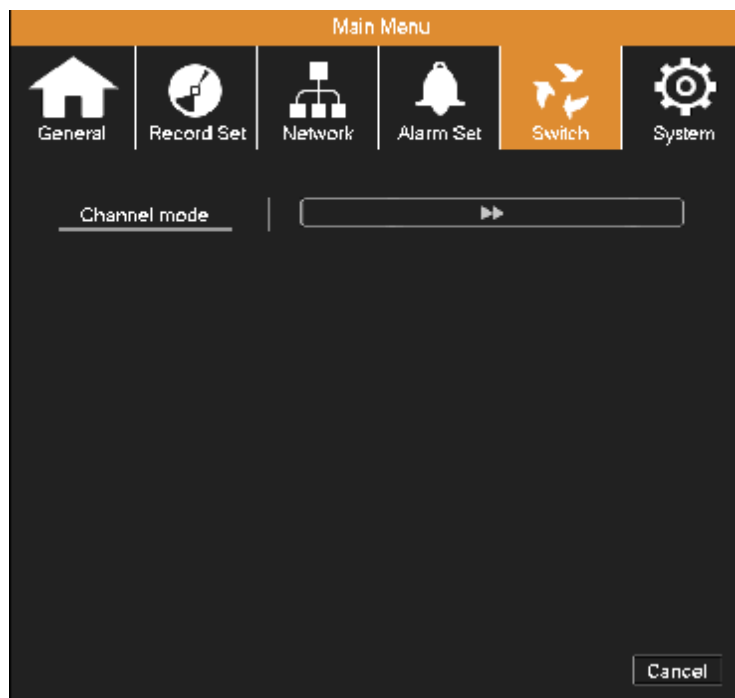 Main Menu
General Record Set Network Alarm Set Switch System
Channel mode
Cancel